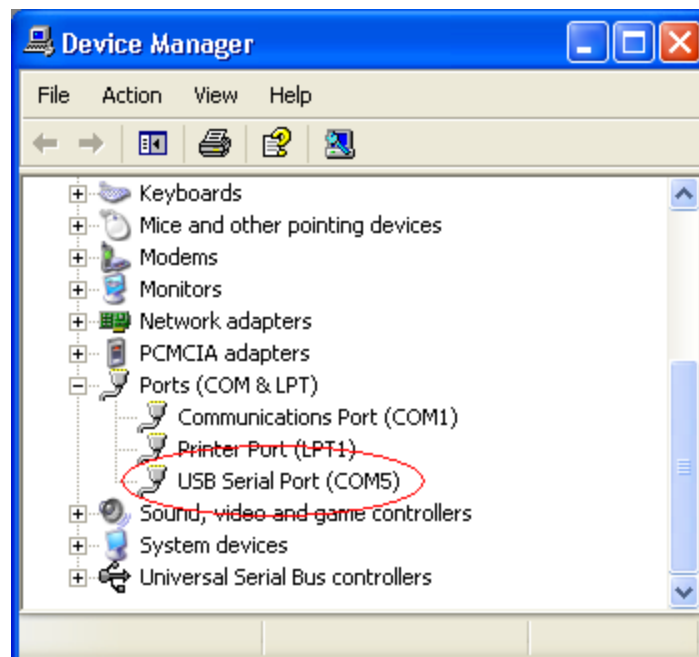 Device Manager
File Action View Help
Keyboards
Mice and other pointing devices
Modems
Monitors
Network adapters
PCMCIA adapters
Ports (COM & LPT)
Communications Port (COM1)
Printer Port (LPT1)
USB Serial Port (COM5)
Sound, video and game controllers
System devices
Universal Serial Bus controllers